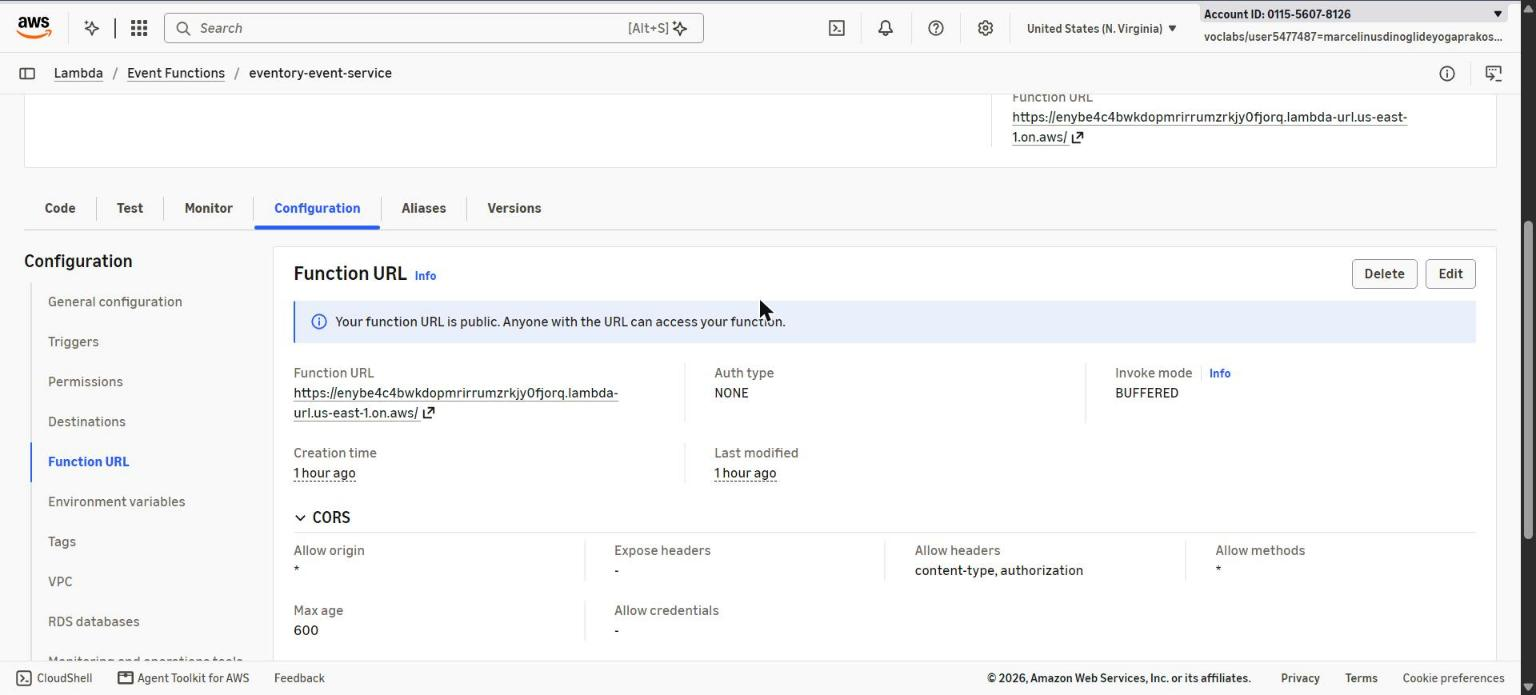 aws
Search [Alt+S]
United States (N. Virginia)
Account ID: 0115-5607-8126
voclabs/user5477487=marcelinusdinoglideyogaprakos...
Lambda / Event Functions / eventory-event-service
Function URL
https://enybe4c4bwkdopmrirrumzrkjy0fjorq.lambda-url.us-east-
1.on.aws/
Code Test Monitor Configuration Aliases Versions
Configuration
General configuration
Triggers
Permissions
Destinations
Function URL
Environment variables
Tags
VPC
RDS databases
Monitoring and operations tools
Function URL Info
Delete Edit
Your function URL is public. Anyone with the URL can access your function.
Function URL
https://enybe4c4bwkdopmrirrumzrkjy0fjorq.lambda-
url.us-east-1.on.aws/
Auth type
NONE
Invoke mode Info
BUFFERED
Creation time
1 hour ago
Last modified
1 hour ago
CORS
Allow origin
*
Expose headers
-
Allow headers
content-type, authorization
Allow methods
*
Max age
600
Allow credentials
-
CloudShell Agent Toolkit for AWS Feedback
© 2026, Amazon Web Services, Inc. or its affiliates. Privacy Terms Cookie preferences